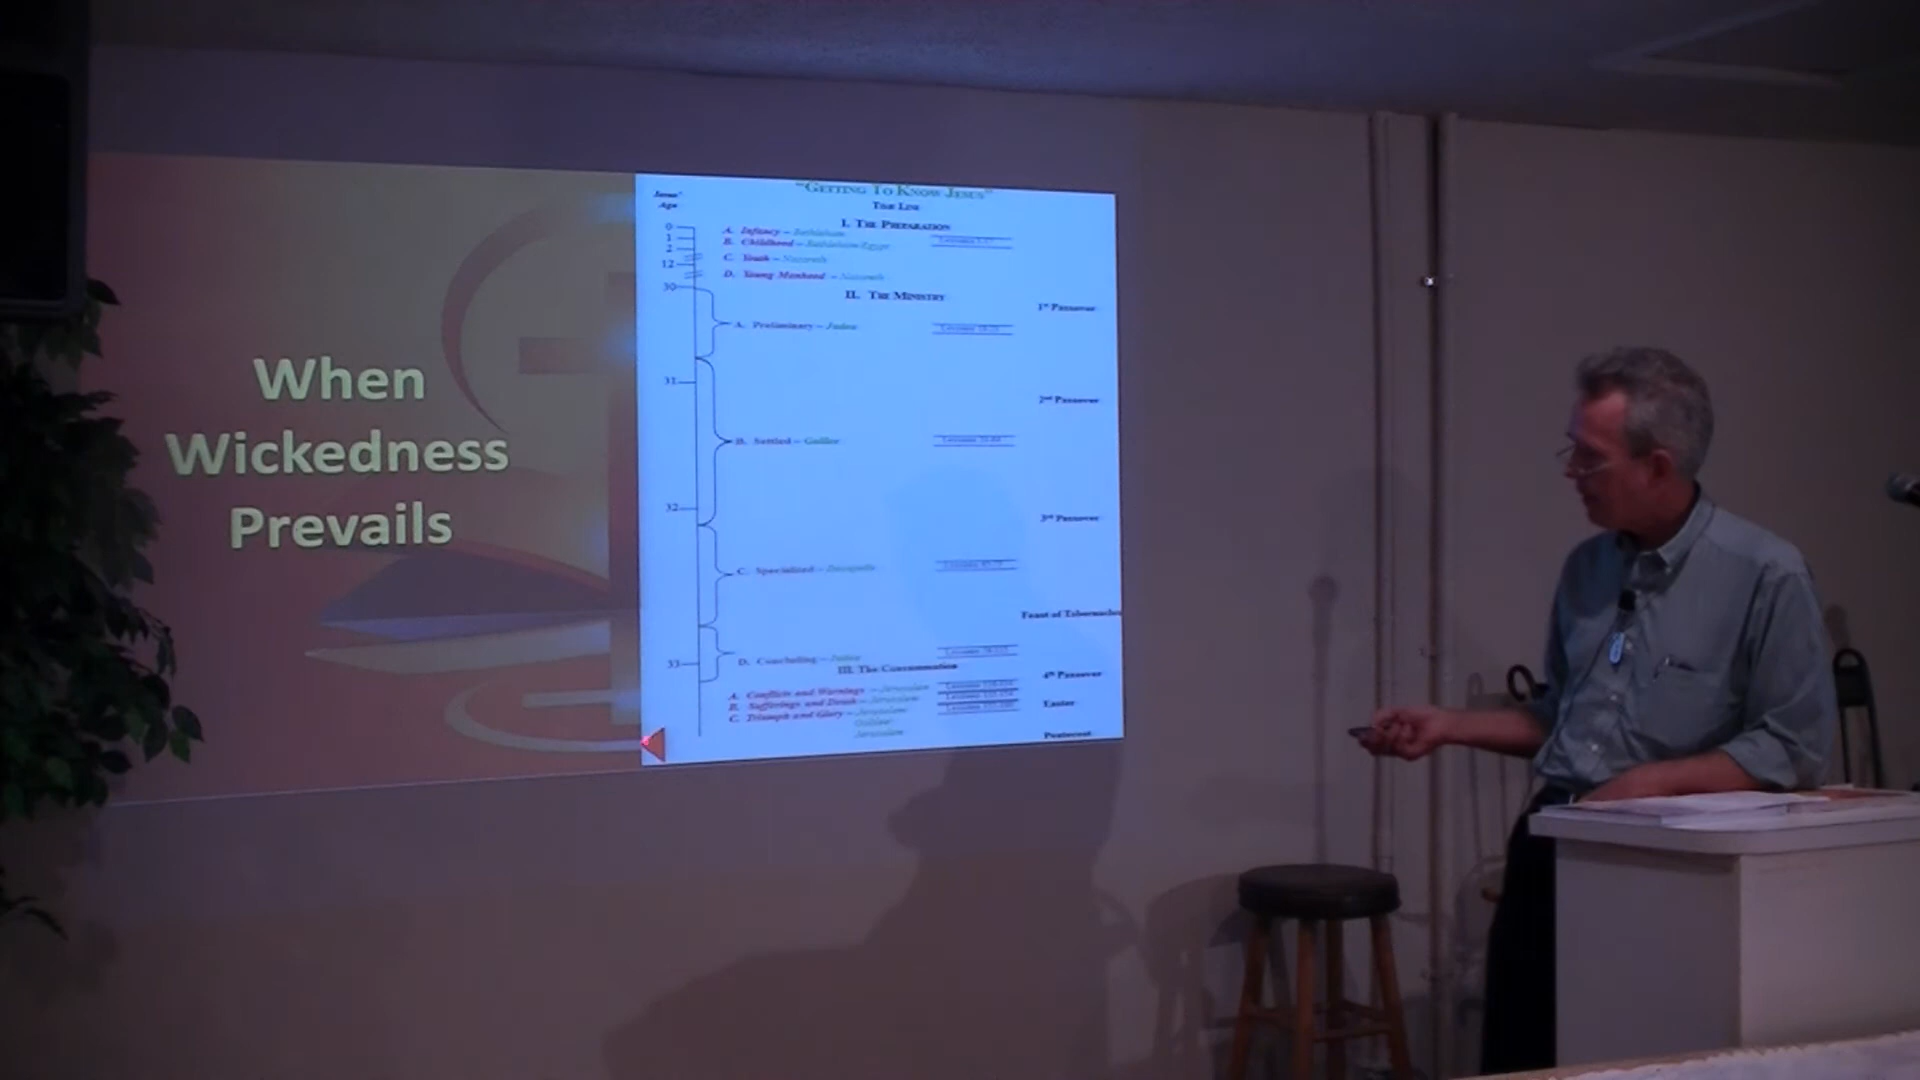 When
Wickedness
Prevails
"GETTING TO KNOW JESUS"
TIME LINE
Jesus'
Age
I. THE PREPARATION
0
1
2
12
30
31
32
33
A. Infancy – Bethlehem
B. Childhood – Bethlehem/Egypt
C. Youth – Nazareth
D. Young Manhood – Nazareth
II. THE MINISTRY
1st Passover
A. Preliminary – Judea
2nd Passover
B. Settled – Galilee
3rd Passover
C. Specialized – Decapolis
Feast of Tabernacles
D. Concluding – Judea
III. The Consummation
4th Passover
A. Conflicts and Warnings – Jerusalem
B. Sufferings and Death – Jerusalem
Easter
C. Triumph and Glory – Jerusalem
Galilee
Jerusalem
Pentecost